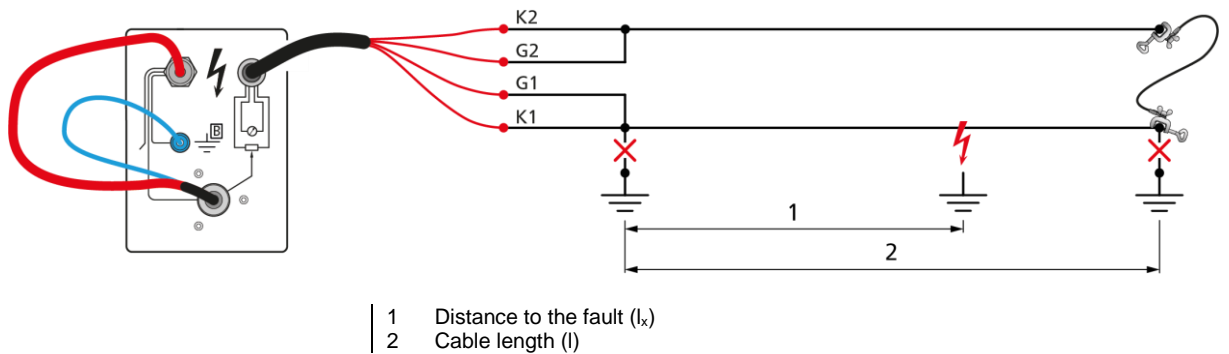 K2
G2
G1
K1
B
1
2
1 Distance to the fault (lₓ)
2 Cable length (l)